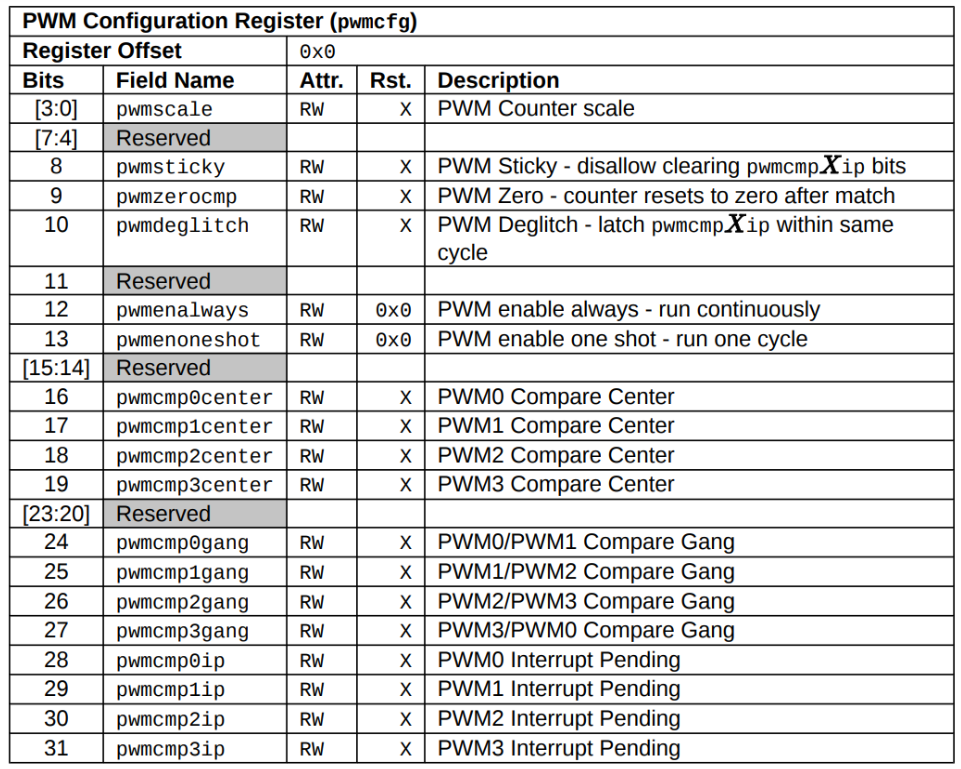 PWM Configuration Register (pwmcfg)
Register Offset 0x0
Bits Field Name Attr. Rst. Description
[3:0] pwmscale RW X PWM Counter scale
[7:4] Reserved
8 pwmsticky RW X PWM Sticky - disallow clearing pwmcmpXip bits
9 pwmzerocmp RW X PWM Zero - counter resets to zero after match
10 pwmdeglitch RW X PWM Deglitch - latch pwmcmpXip within same
cycle
11 Reserved
12 pwmenalways RW 0x0 PWM enable always - run continuously
13 pwmenoneshot RW 0x0 PWM enable one shot - run one cycle
[15:14] Reserved
16 pwmcmp0center RW X PWM0 Compare Center
17 pwmcmp1center RW X PWM1 Compare Center
18 pwmcmp2center RW X PWM2 Compare Center
19 pwmcmp3center RW X PWM3 Compare Center
[23:20] Reserved
24 pwmcmp0gang RW X PWM0/PWM1 Compare Gang
25 pwmcmp1gang RW X PWM1/PWM2 Compare Gang
26 pwmcmp2gang RW X PWM2/PWM3 Compare Gang
27 pwmcmp3gang RW X PWM3/PWM0 Compare Gang
28 pwmcmp0ip RW X PWM0 Interrupt Pending
29 pwmcmp1ip RW X PWM1 Interrupt Pending
30 pwmcmp2ip RW X PWM2 Interrupt Pending
31 pwmcmp3ip RW X PWM3 Interrupt Pending